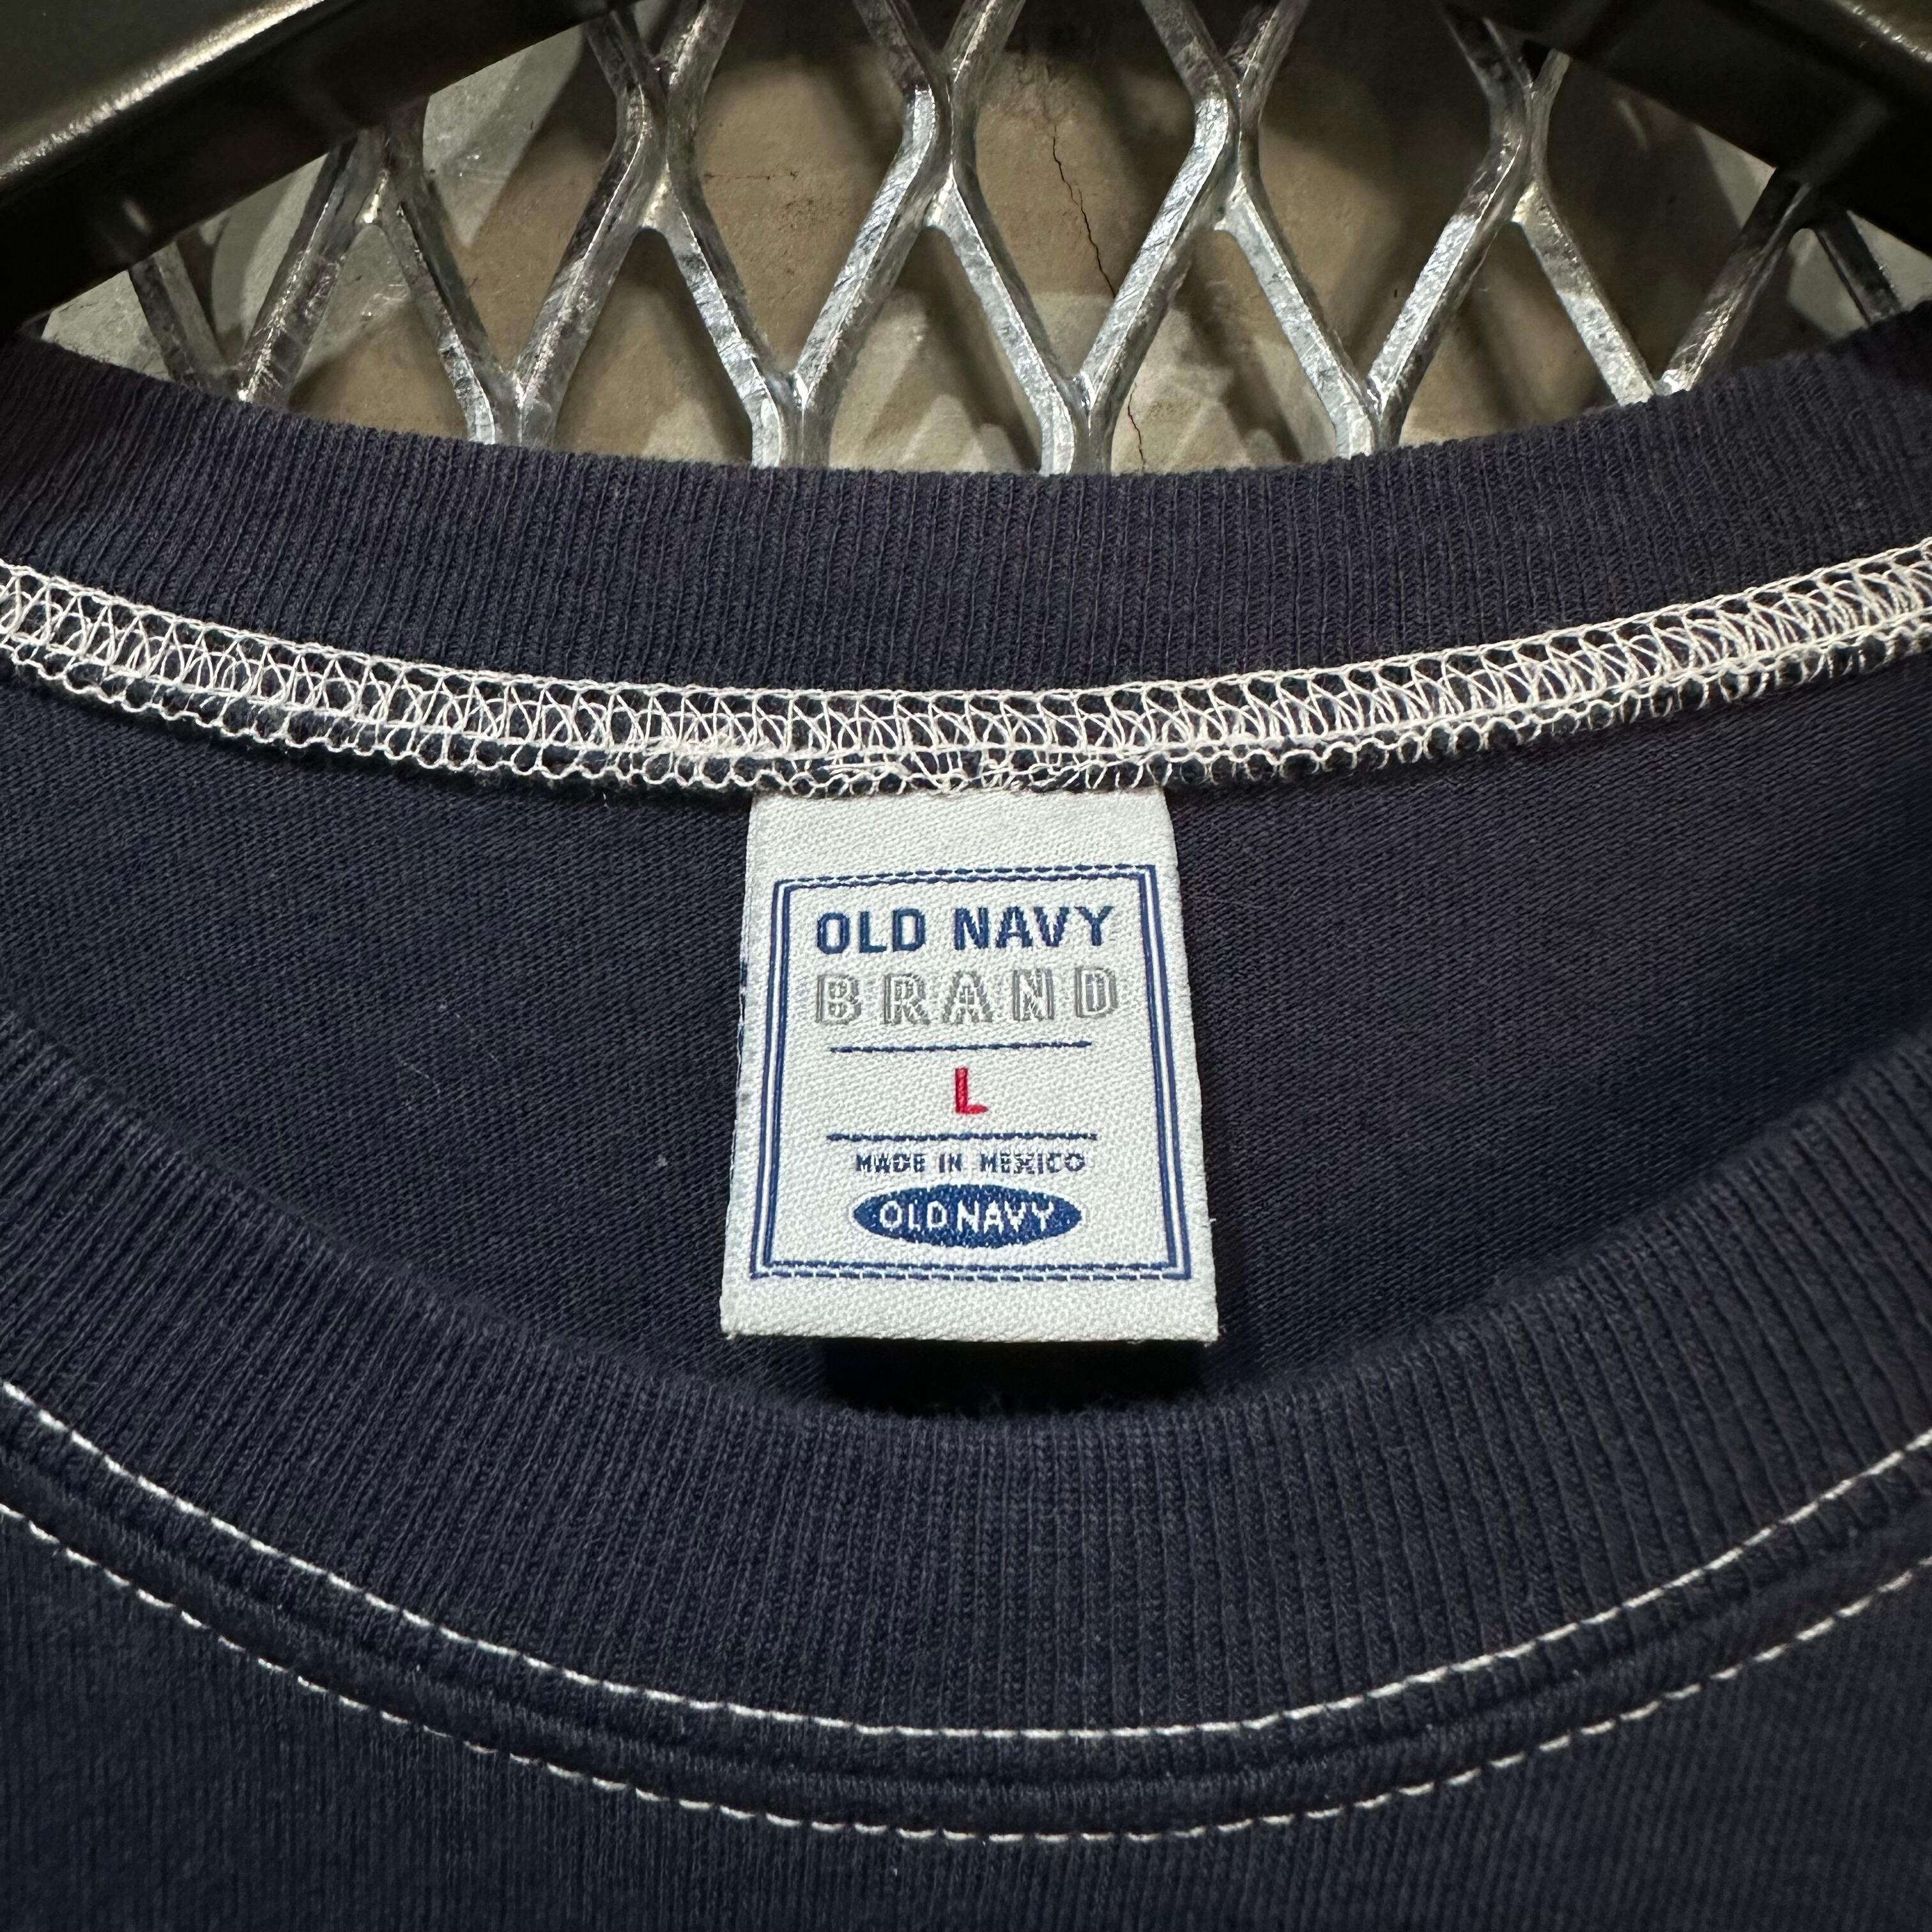 OLD NAVY
BRAND
L
MADE IN MEXICO
OLD NAVY